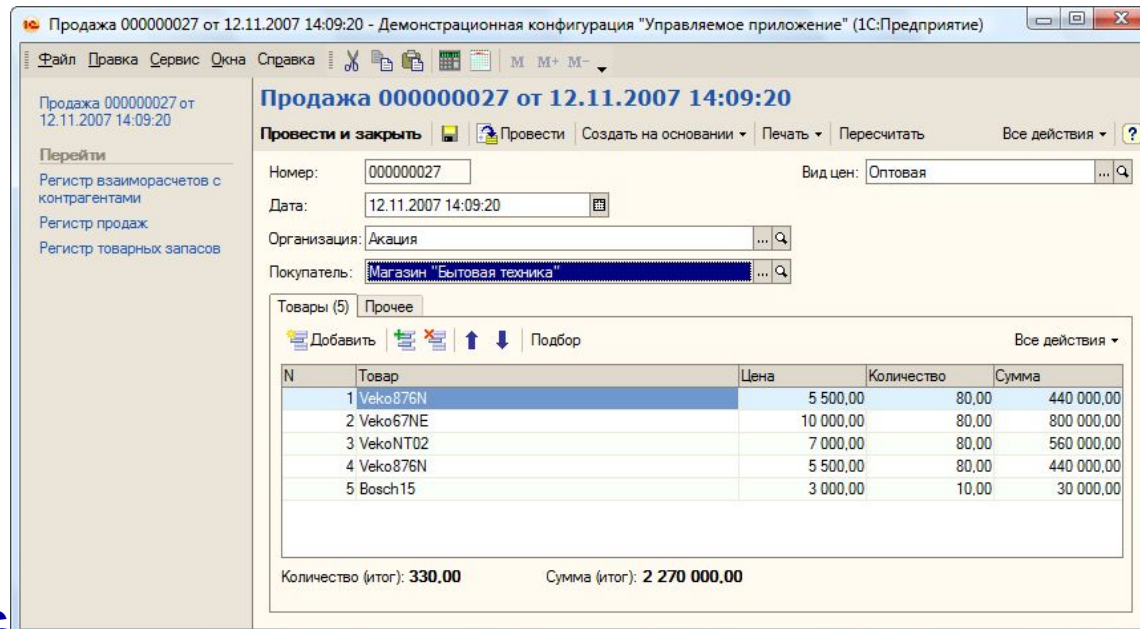 Продажа 000000027 от 12.11.2007 14:09:20 - Демонстрационная конфигурация "Управляемое приложение" (1С:Предприятие)
Файл Правка Сервис Окна Справка M M+ M-
Продажа 000000027 от
12.11.2007 14:09:20
Перейти
Регистр взаиморасчетов с
контрагентами
Регистр продаж
Регистр товарных запасов
Продажа 000000027 от 12.11.2007 14:09:20
Провести и закрыть Провести Создать на основании Печать Пересчитать Все действия ?
Номер: 000000027 Вид цен: Оптовая ...
Дата: 12.11.2007 14:09:20
Организация: Акация ...
Покупатель: Магазин "Бытовая техника" ...
Товары (5) Прочее
Добавить Подбор Все действия
N Товар Цена Количество Сумма
1 Veko876N 5 500,00 80,00 440 000,00
2 Veko67NE 10 000,00 80,00 800 000,00
3 VekoNT02 7 000,00 80,00 560 000,00
4 Veko876N 5 500,00 80,00 440 000,00
5 Bosch15 3 000,00 10,00 30 000,00
Количество (итог): 330,00 Сумма (итог): 2 270 000,00